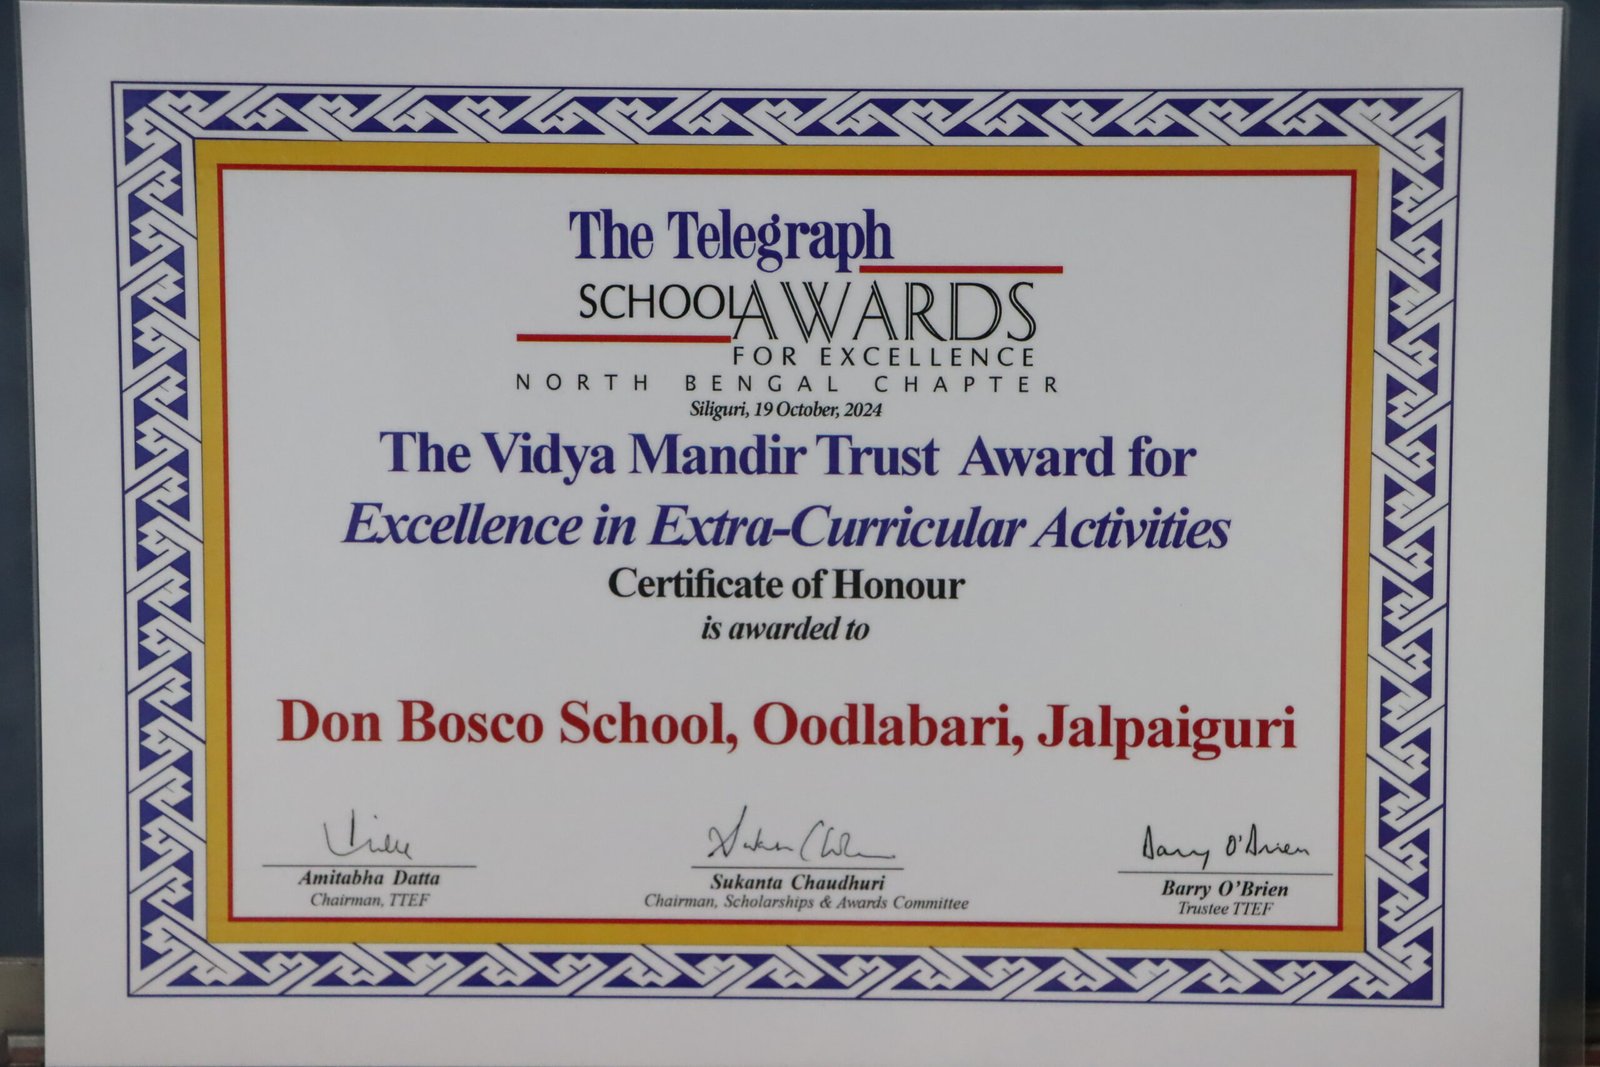 The Telegraph
SCHOOL AWARDS
FOR EXCELLENCE
NORTH BENGAL CHAPTER
Siliguri, 19 October, 2024
The Vidya Mandir Trust Award for
Excellence in Extra-Curricular Activities
Certificate of Honour
is awarded to
Don Bosco School, Oodlabari, Jalpaiguri
Barry O'Brien
Amitabha Datta
Chairman, TTEF
Sukanta Chaudhuri
Chairman, Scholarships & Awards Committee
Barry O'Brien
Trustee TTEF